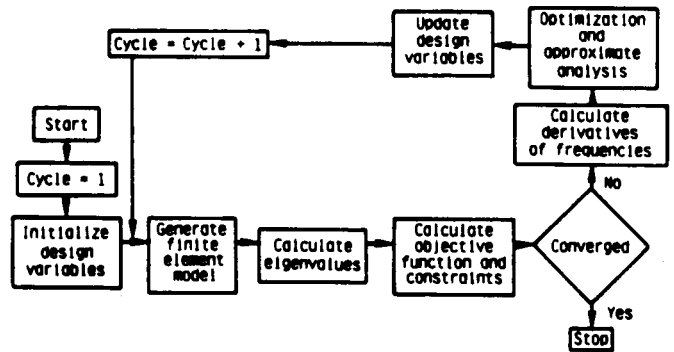 Start
Cycle = 1
Initialize
design
variables
Generate
finite
element
model
Calculate
eigenvalues
Calculate
objective
function and
constraints
Converged
Yes
Stop
No
Calculate
derivatives
of frequencies
Optimization
and
approximate
analysis
Update
design
variables
Cycle = Cycle + 1